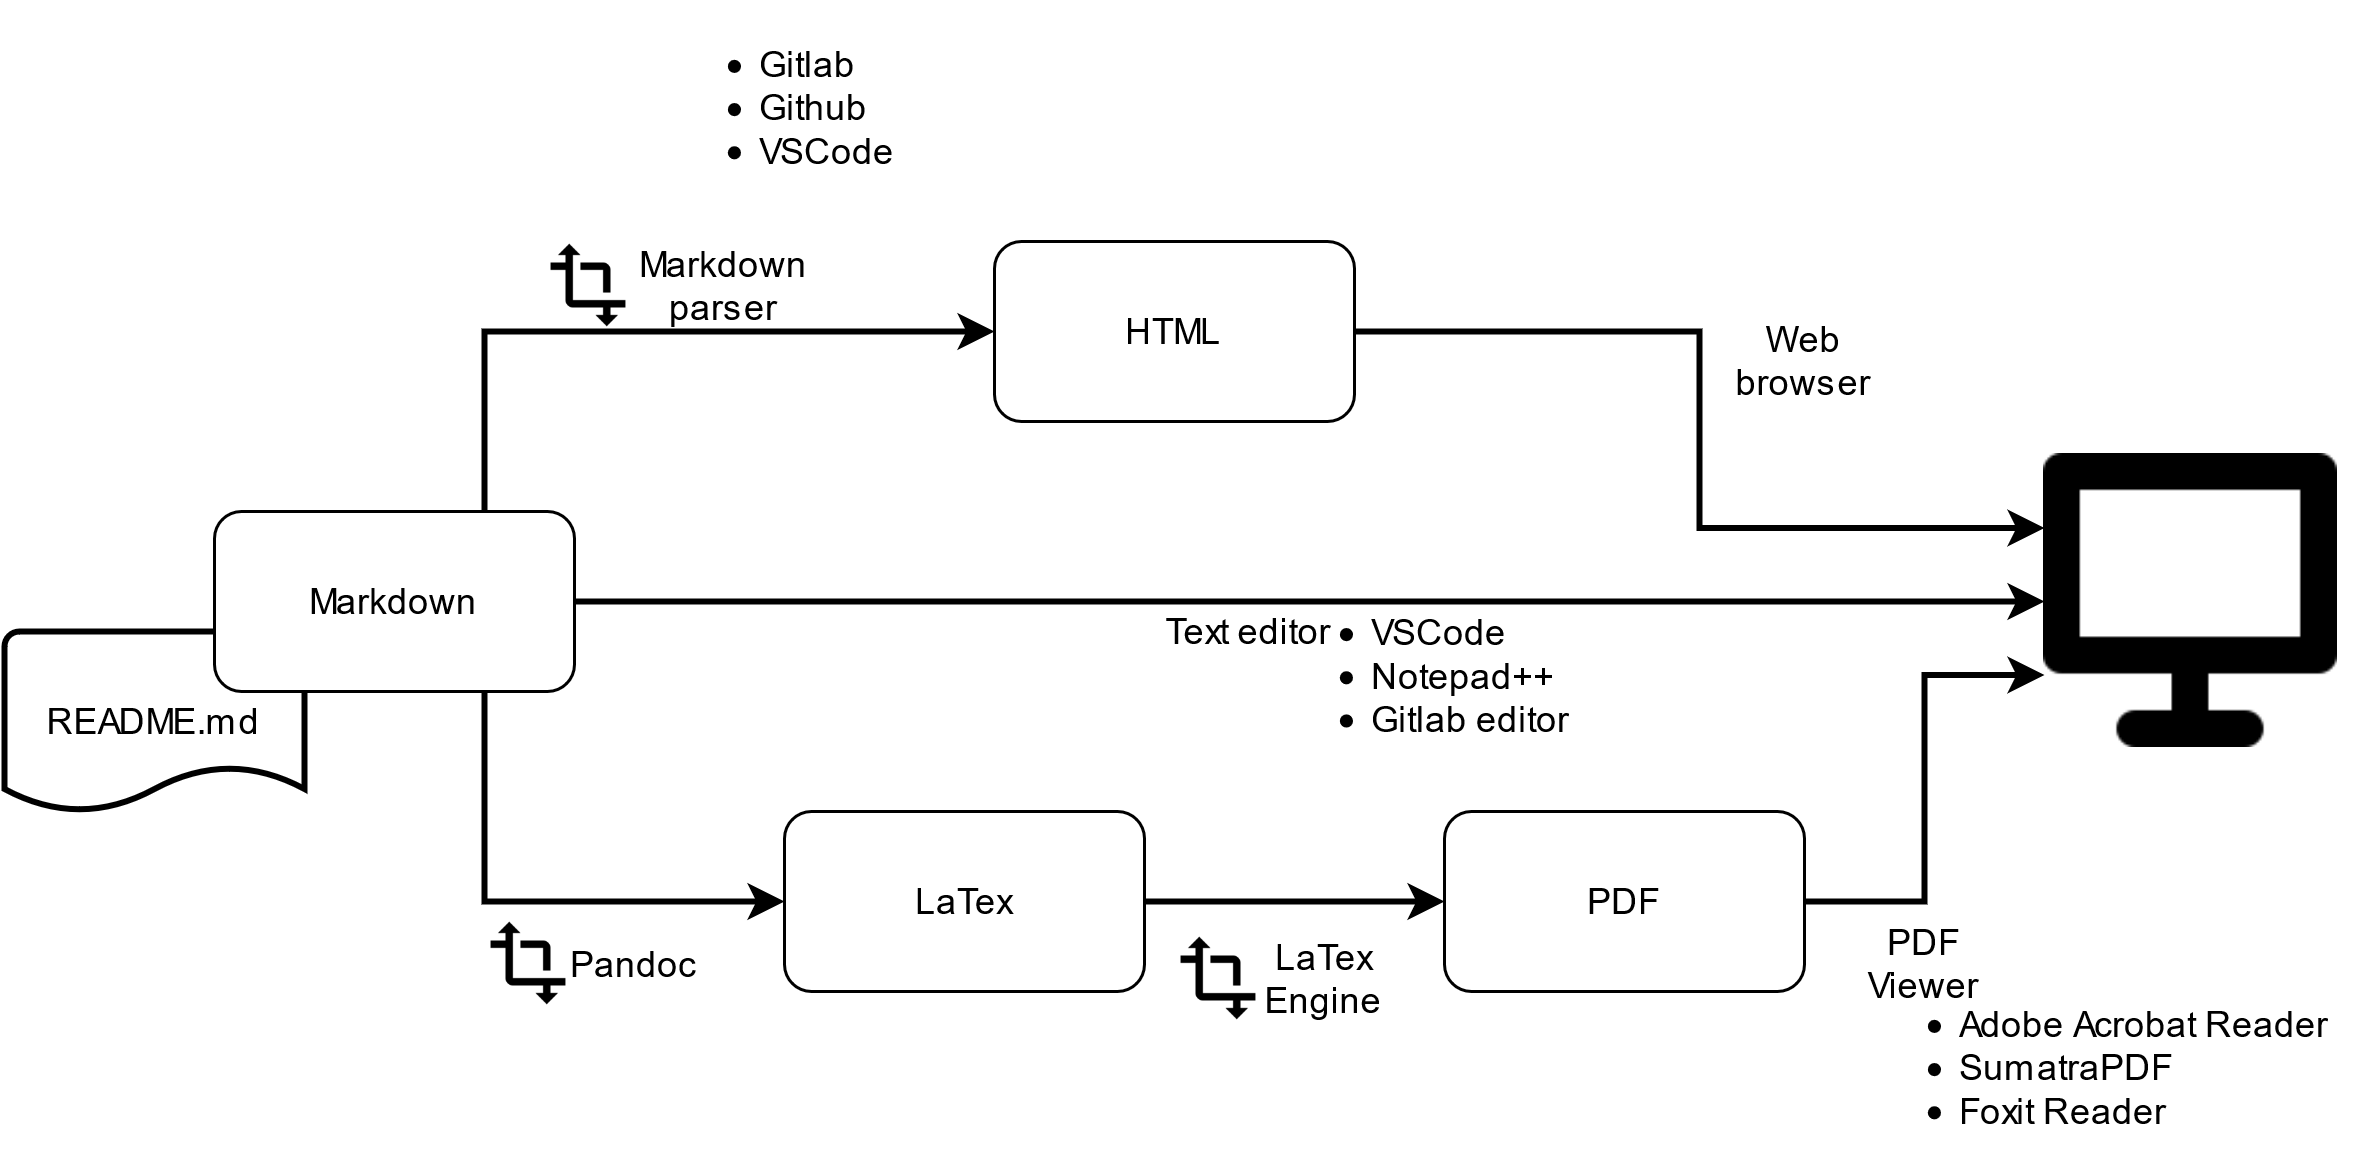 Gitlab
Github
VSCode
Markdown
parser
HTML
Web
browser
Markdown
README.md
Text editor
VSCode
Notepad++
Gitlab editor
LaTex
PDF
Pandoc
LaTex
Engine
PDF
Viewer
Adobe Acrobat Reader
SumatraPDF
Foxit Reader